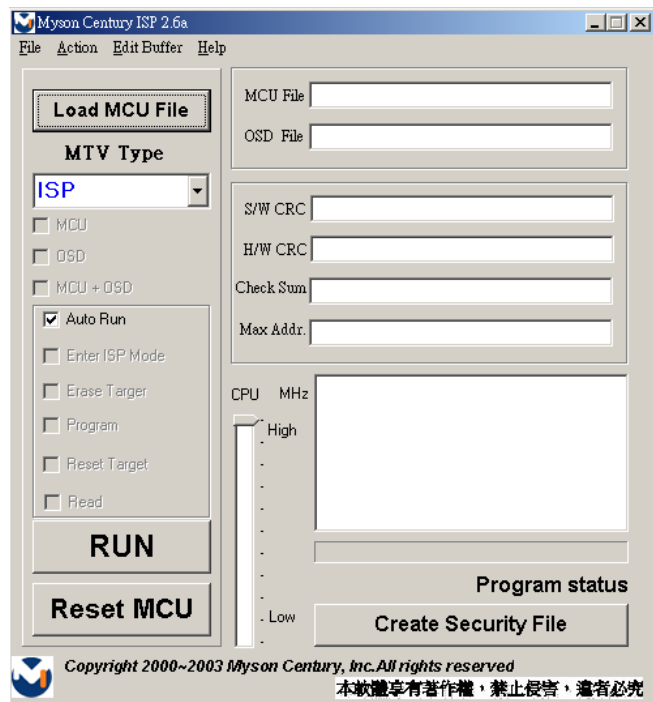 Myson Century ISP 2.6a
File Action Edit Buffer Help
Load MCU File
MTV Type
ISP
MCU
OSD
MCU + OSD
Auto Run
Enter ISP Mode
Erase Targer
Program
Reset Target
Read
RUN
Reset MCU
MCU File
OSD File
S/W CRC
H/W CRC
Check Sum
Max Addr.
CPU MHz
High
Low
Program status
Create Security File
Copyright 2000~2003 Myson Century, Inc.All rights reserved
本軟體享有著作權，禁止侵害，違者必究